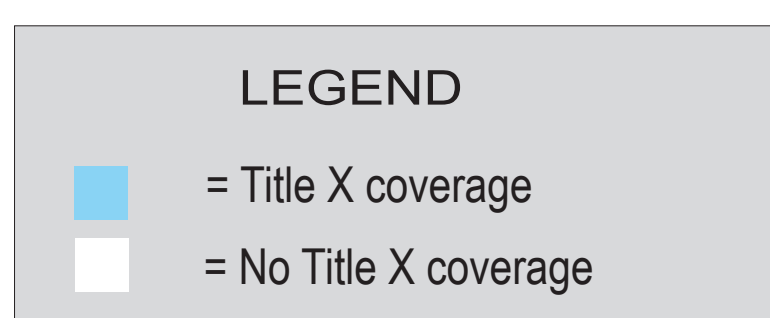 LEGEND
= Title X coverage
= No Title X coverage